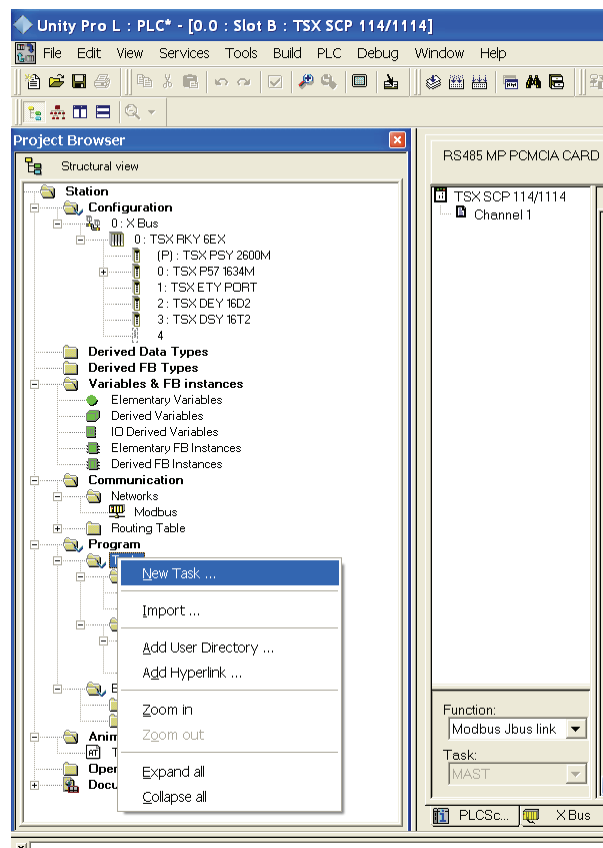 Unity Pro L : PLC* - [0.0 : Slot B : TSX SCP 114/1114]
File Edit View Services Tools Build PLC Debug Window Help
Project Browser
Structural view
Station
Configuration
0 : X Bus
0 : TSX RKY 6EX
(P) : TSX PSY 2600M
0 : TSX P57 1634M
1 : TSX ETY PORT
2 : TSX DEY 16D2
3 : TSX DSY 16T2
4
Derived Data Types
Derived FB Types
Variables & FB instances
Elementary Variables
Derived Variables
IO Derived Variables
Elementary FB Instances
Derived FB Instances
Communication
Networks
Modbus
Routing Table
Program
New Task ...
Import ...
Add User Directory ...
Add Hyperlink ...
Zoom in
Zoom out
Expand all
Collapse all
E
Anim
T
Oper
Docu
RS485 MP PCMCIA CARD
TSX SCP 114/1114
Channel 1
Function:
Modbus Jbus link
Task:
MAST
PLCSc... X Bus